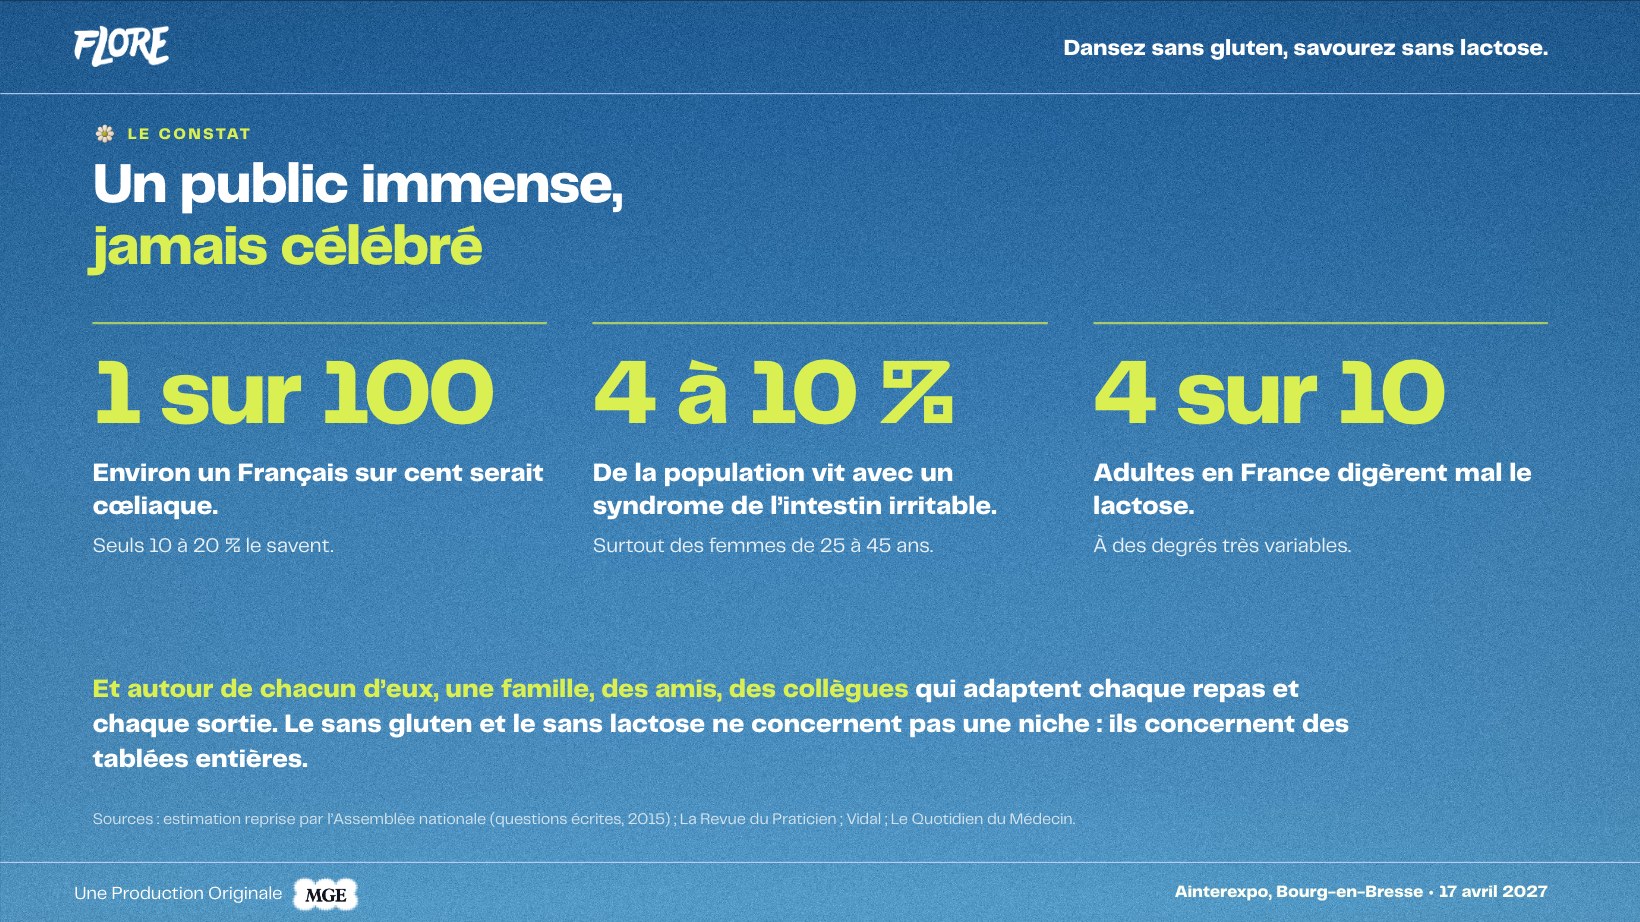 FLORE
Dansez sans gluten, savourez sans lactose.
LE CONSTAT
Un public immense,
jamais célébré
1 sur 100
Environ un Français sur cent serait
cœliaque.
Seuls 10 à 20 % le savent.
4 à 10 %
De la population vit avec un
syndrome de l’intestin irritable.
Surtout des femmes de 25 à 45 ans.
4 sur 10
Adultes en France digèrent mal le
lactose.
À des degrés très variables.
Et autour de chacun d’eux, une famille, des amis, des collègues qui adaptent chaque repas et
chaque sortie. Le sans gluten et le sans lactose ne concernent pas une niche : ils concernent des
tablées entières.
Sources : estimation reprise par l’Assemblée nationale (questions écrites, 2015) ; La Revue du Praticien ; Vidal ; Le Quotidien du Médecin.
Une Production Originale MGE
Ainterexpo, Bourg-en-Bresse • 17 avril 2027